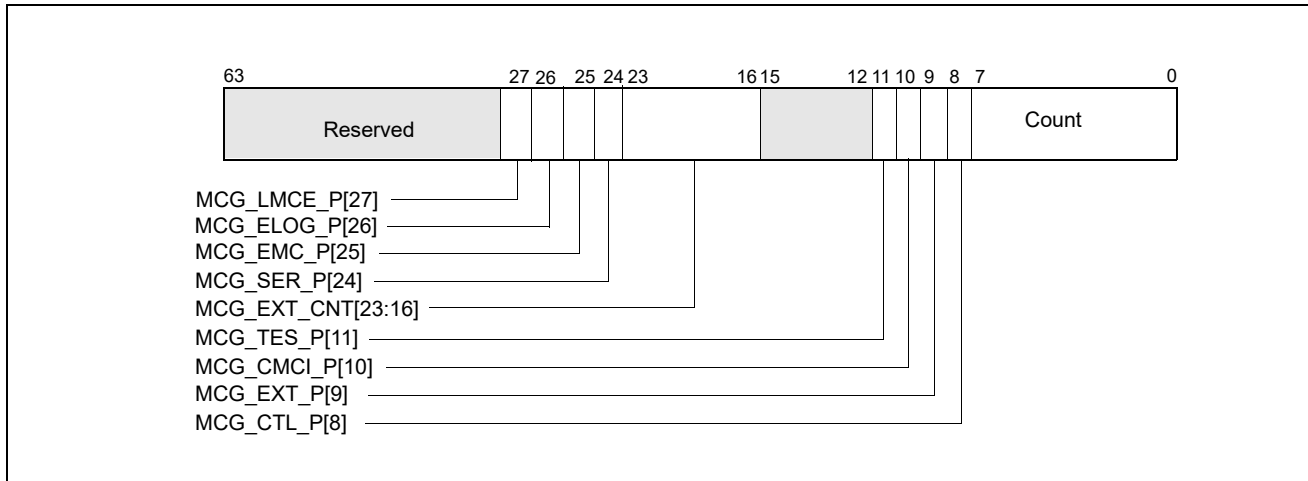 63 27 26 25 24 23 16 15 12 11 10 9 8 7 0
Reserved Count
MCG_LMCE_P[27]
MCG_ELOG_P[26]
MCG_EMC_P[25]
MCG_SER_P[24]
MCG_EXT_CNT[23:16]
MCG_TES_P[11]
MCG_CMCI_P[10]
MCG_EXT_P[9]
MCG_CTL_P[8]